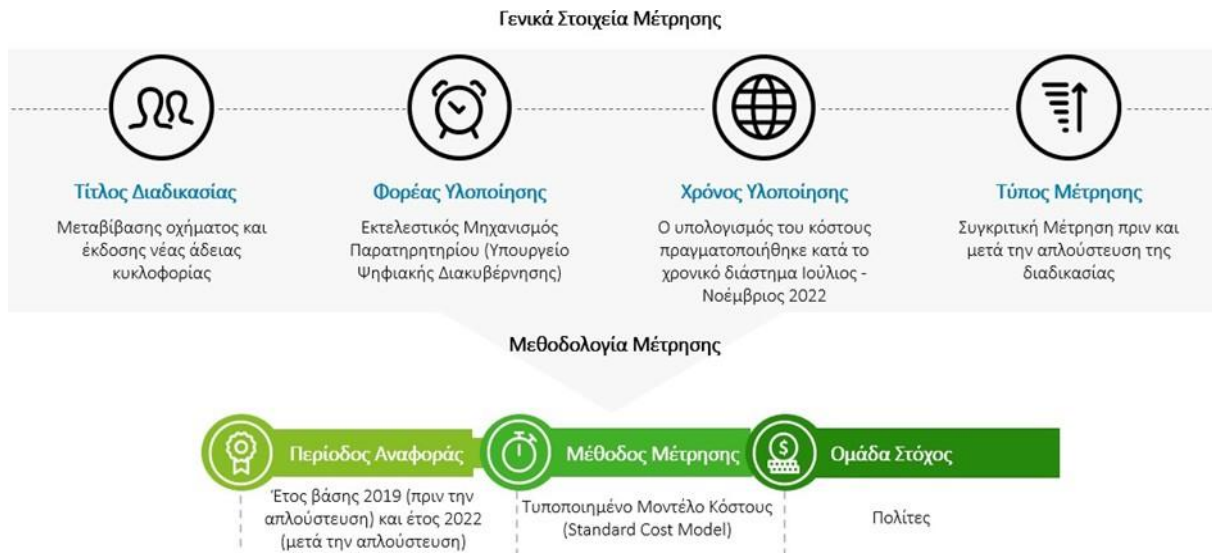 Γενικά Στοιχεία Μέτρησης
Τίτλος Διαδικασίας
Μεταβίβασης οχήματος και
έκδοσης νέας άδειας
κυκλοφορίας
Φορέας Υλοποίησης
Εκτελεστικός Μηχανισμός
Παρατηρητηρίου (Υπουργείο
Ψηφιακής Διακυβέρνησης)
Χρόνος Υλοποίησης
Ο υπολογισμός του κόστους
πραγματοποιήθηκε κατά το
χρονικό διάστημα Ιούλιος -
Νοέμβριος 2022
Τύπος Μέτρησης
Συγκριτική Μέτρηση πριν και
μετά την απλούστευση της
διαδικασίας
Μεθοδολογία Μέτρησης
Περίοδος Αναφοράς
Έτος βάσης 2019 (πριν την
απλούστευση) και έτος 2022
(μετά την απλούστευση)
Μέθοδος Μέτρησης
Τυποποιημένο Μοντέλο Κόστους
(Standard Cost Model)
Ομάδα Στόχος
Πολίτες